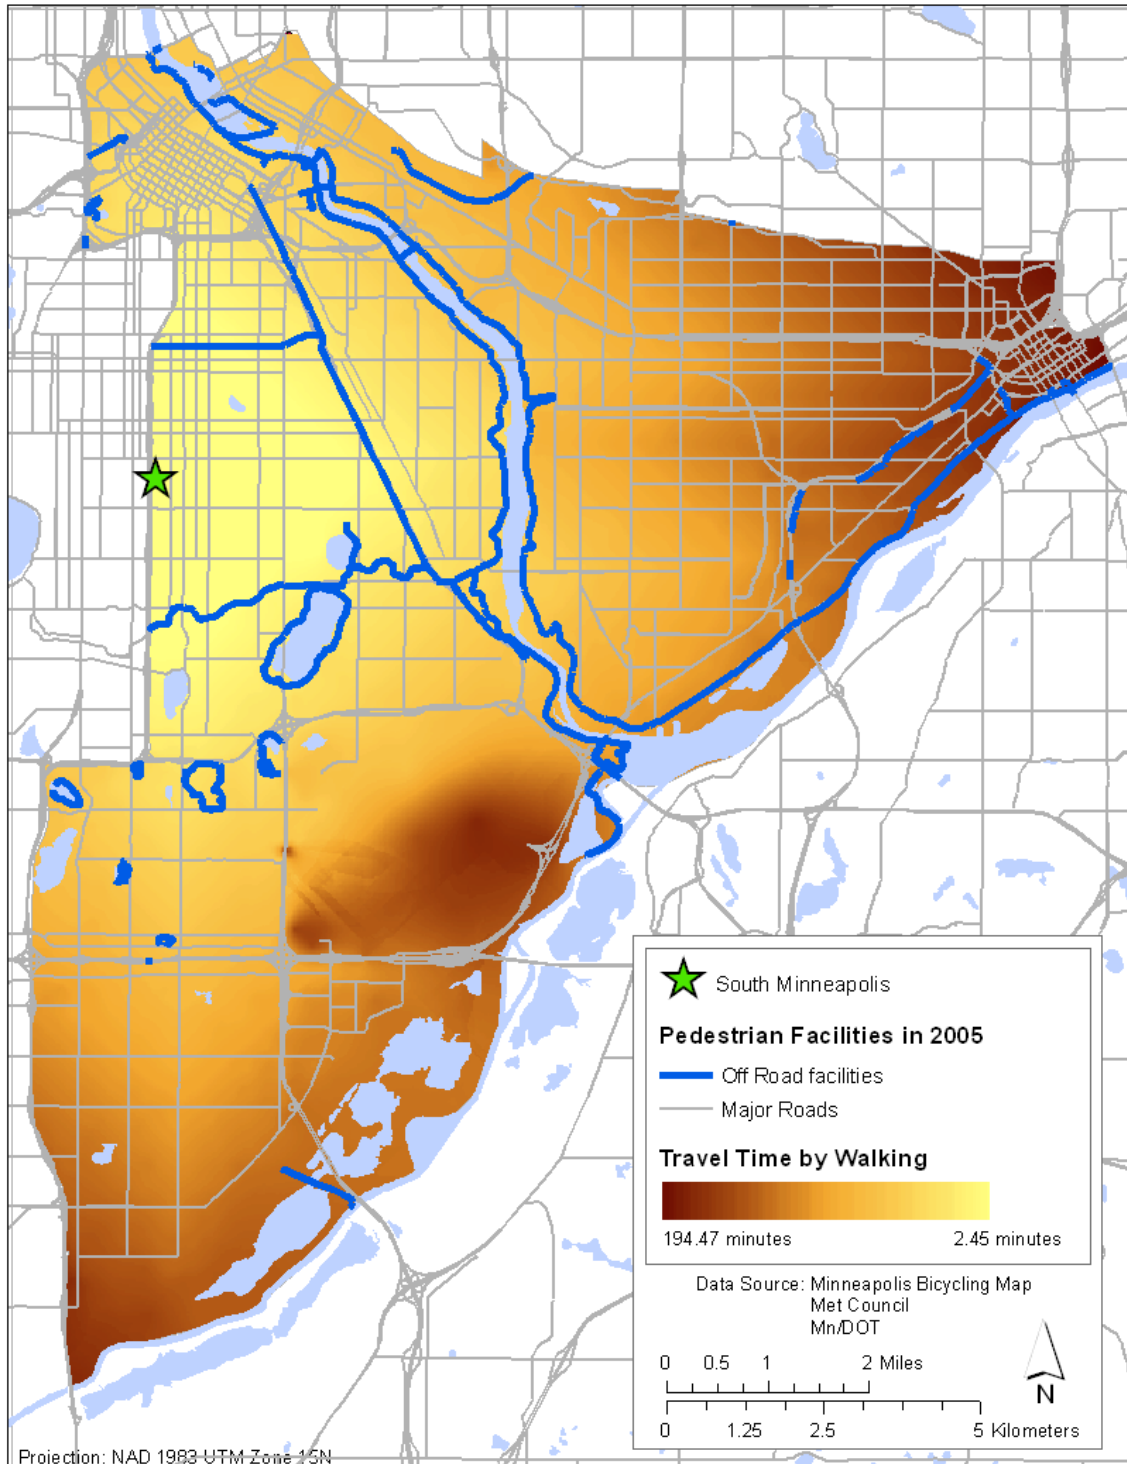 South Minneapolis
Pedestrian Facilities in 2005
Off Road facilities
Major Roads
Travel Time by Walking
194.47 minutes 2.45 minutes
Data Source: Minneapolis Bicycling Map
Met Council
Mn/DOT
0 0.5 1 2 Miles
0 1.25 2.5 5 Kilometers
N
Projection: NAD 1983 UTM Zone 15N